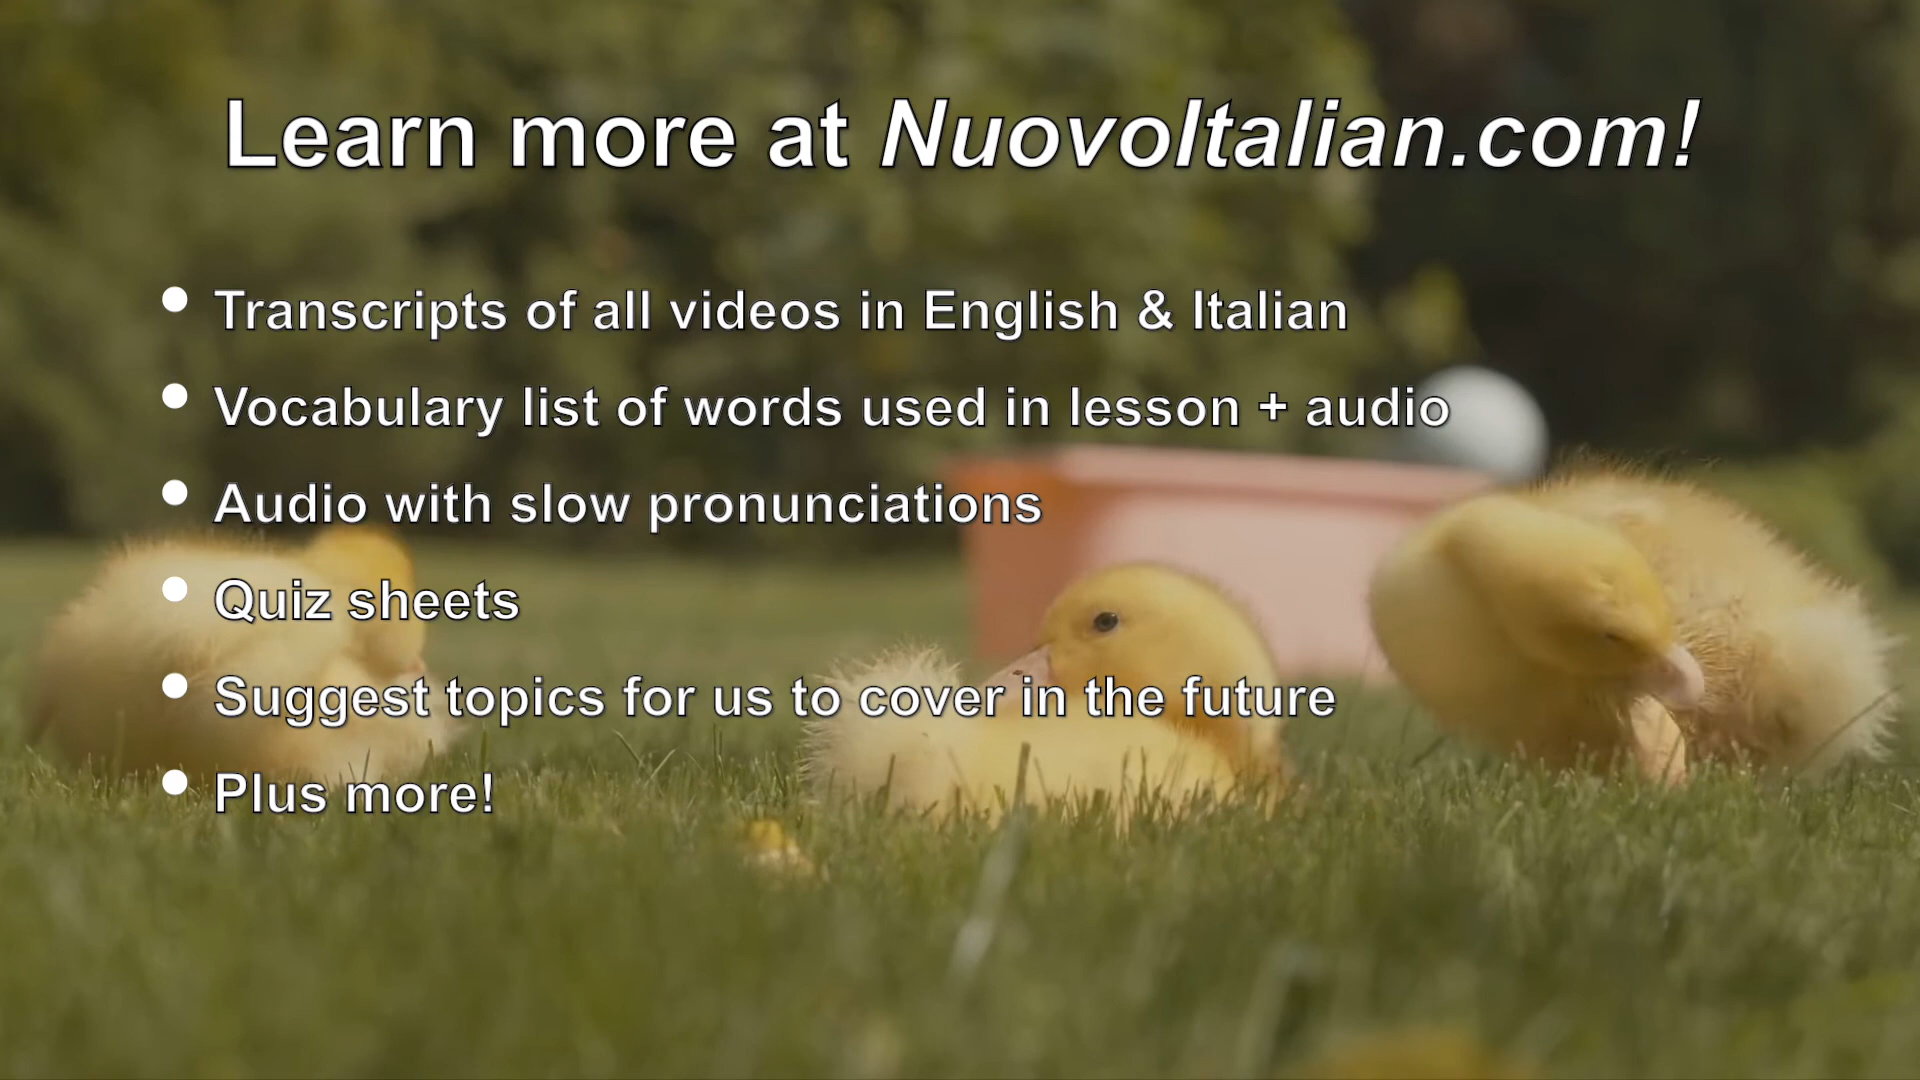 Learn more at NuovoItalian.com!
• Transcripts of all videos in English & Italian
• Vocabulary list of words used in lesson + audio
• Audio with slow pronunciations
• Quiz sheets
• Suggest topics for us to cover in the future
• Plus more!